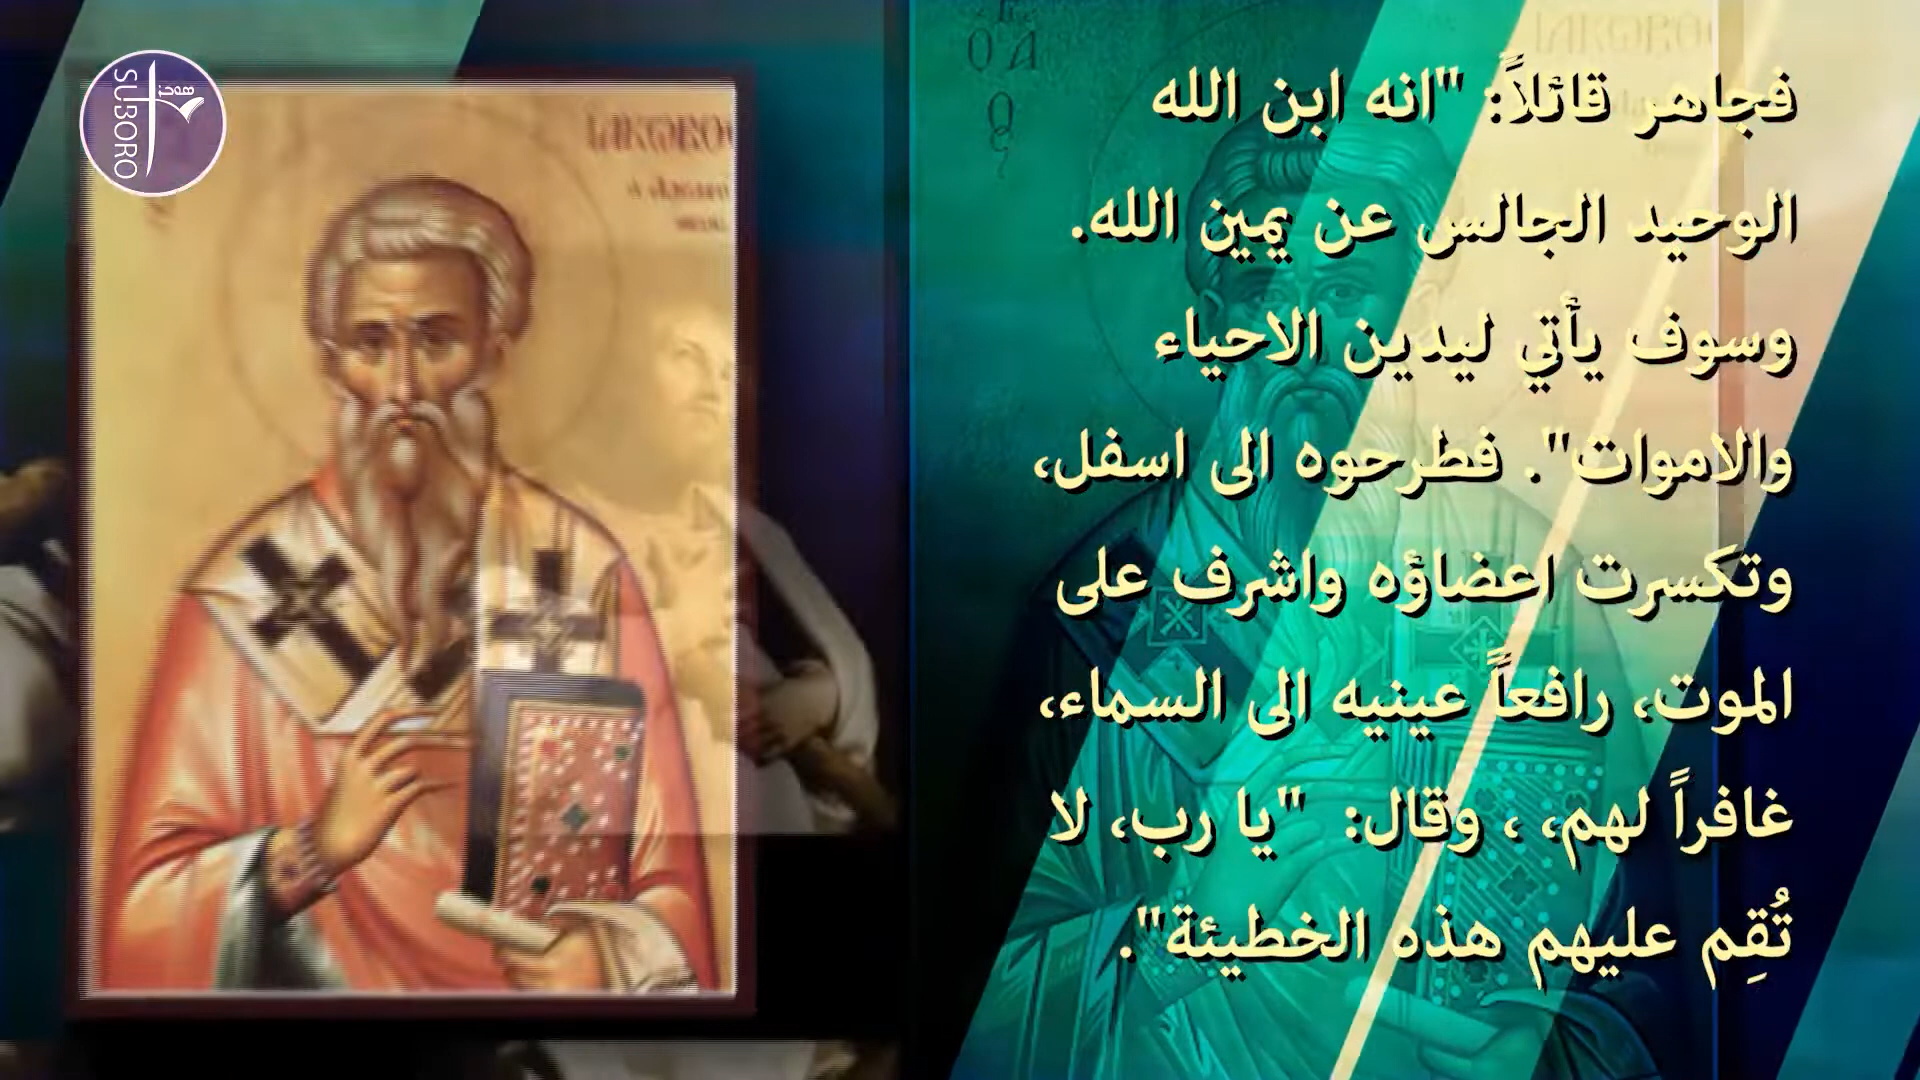 SUBORO
ΙΑΚΩΒΟΣ
فجاهر قائلاً: "انه ابن الله
الوحيد الجالس عن يمين الله.
وسوف يأتي ليدين الاحياء
والاموات". فطرحوه الى اسفل،
وتكسرت اعضاؤه واشرف على
الموت، رافعاً عينيه الى السماء،
غافراً لهم، ، وقال: "يا رب، لا
تُقِم عليهم هذه الخطيئة".